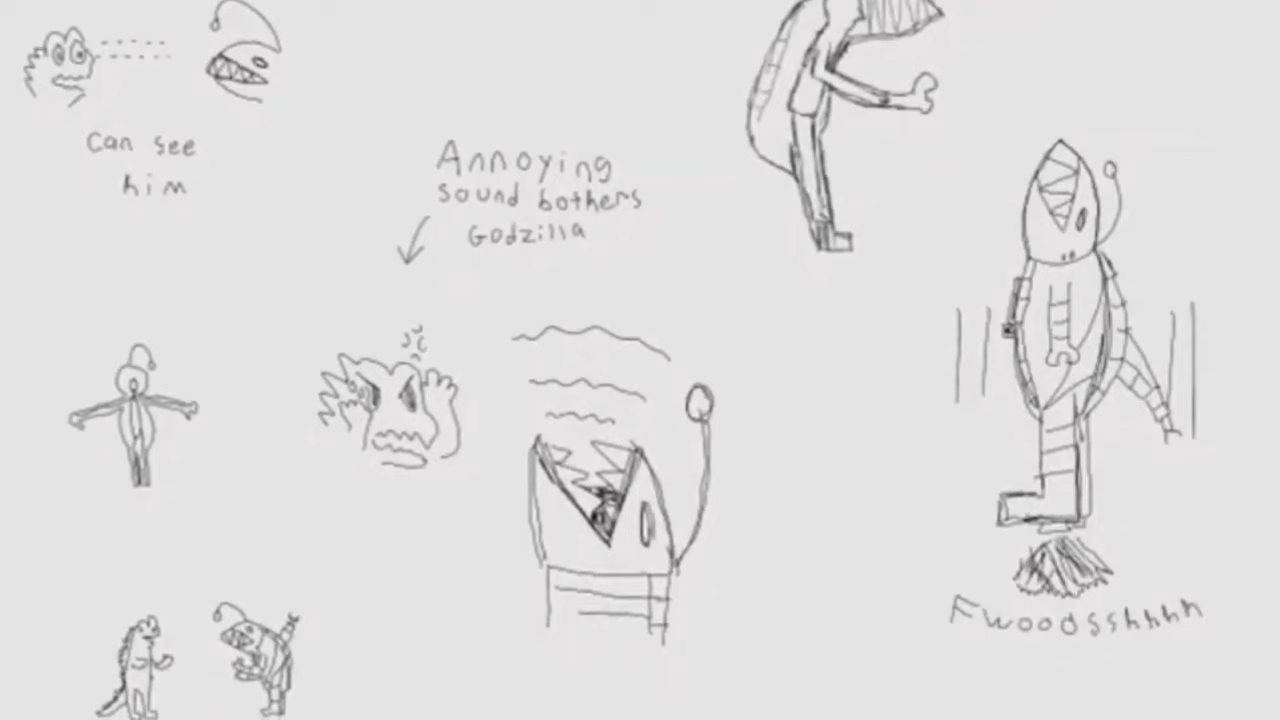 can see
him
Annoying
sound bothers
Godzilla
Fwoodsshhhh